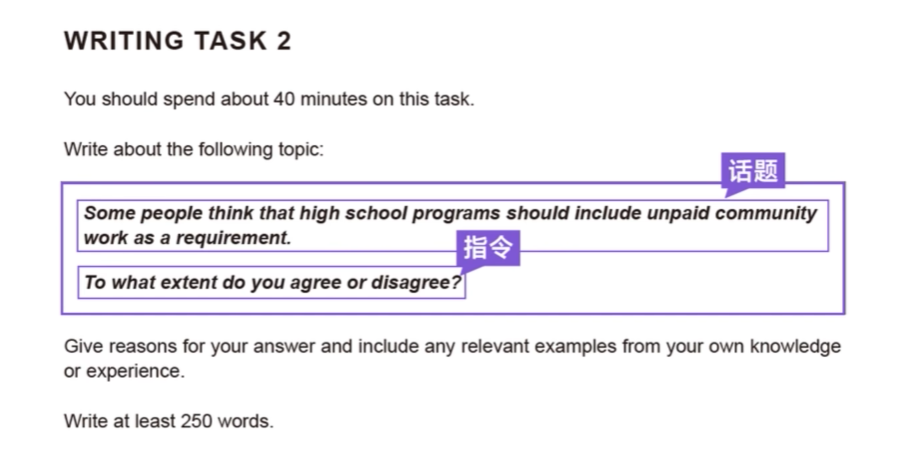 WRITING TASK 2
You should spend about 40 minutes on this task.
Write about the following topic:
话题
Some people think that high school programs should include unpaid community
work as a requirement.
指令
To what extent do you agree or disagree?
Give reasons for your answer and include any relevant examples from your own knowledge
or experience.
Write at least 250 words.